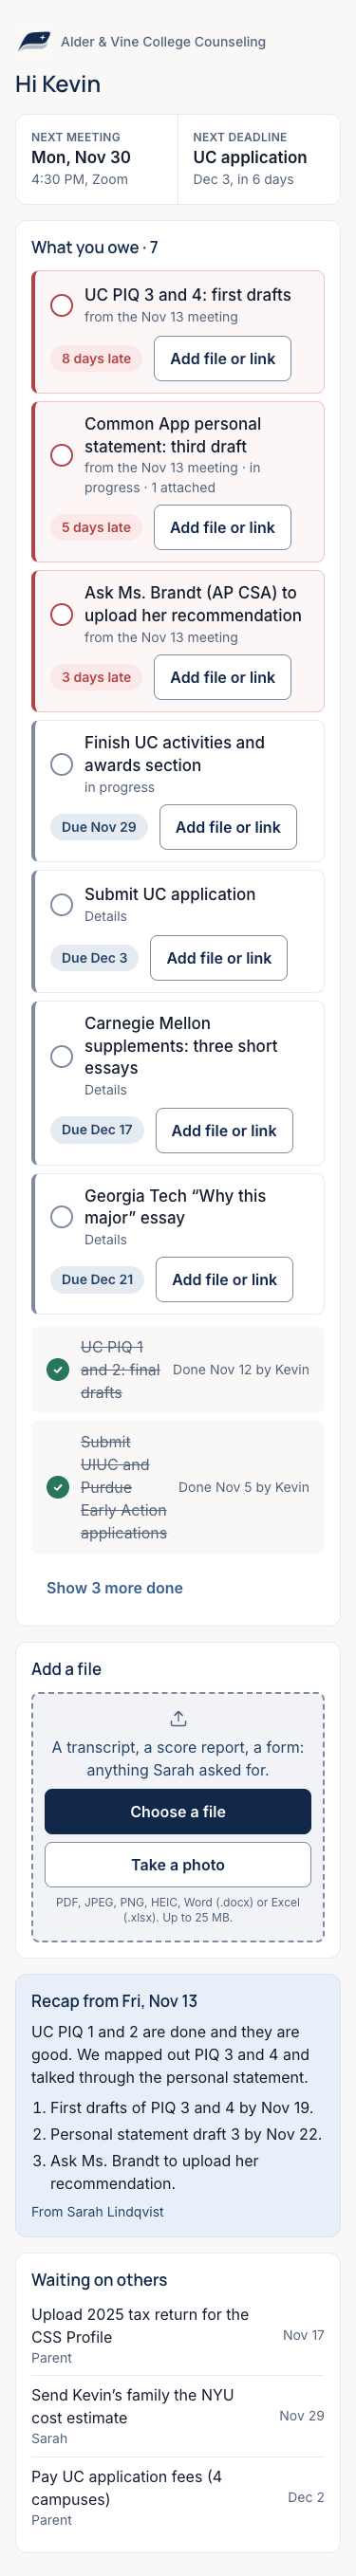 Alder & Vine College Counseling
Hi Kevin
NEXT MEETING
Mon, Nov 30
4:30 PM, Zoom
NEXT DEADLINE
UC application
Dec 3, in 6 days
What you owe · 7
UC PIQ 3 and 4: first drafts
from the Nov 13 meeting
8 days late
Add file or link
Common App personal
statement: third draft
from the Nov 13 meeting · in
progress · 1 attached
5 days late
Add file or link
Ask Ms. Brandt (AP CSA) to
upload her recommendation
from the Nov 13 meeting
3 days late
Add file or link
Finish UC activities and
awards section
in progress
Due Nov 29
Add file or link
Submit UC application
Details
Due Dec 3
Add file or link
Carnegie Mellon
supplements: three short
essays
Details
Due Dec 17
Add file or link
Georgia Tech “Why this
major” essay
Details
Due Dec 21
Add file or link
UC PIQ 1
and 2: final
drafts
Done Nov 12 by Kevin
Submit
UIUC and
Purdue
Early Action
applications
Done Nov 5 by Kevin
Show 3 more done
Add a file
A transcript, a score report, a form:
anything Sarah asked for.
Choose a file
Take a photo
PDF, JPEG, PNG, HEIC, Word (.docx) or Excel
(.xlsx). Up to 25 MB.
Recap from Fri, Nov 13
UC PIQ 1 and 2 are done and they are
good. We mapped out PIQ 3 and 4 and
talked through the personal statement.
1. First drafts of PIQ 3 and 4 by Nov 19.
2. Personal statement draft 3 by Nov 22.
3. Ask Ms. Brandt to upload her
recommendation.
From Sarah Lindqvist
Waiting on others
Upload 2025 tax return for the
CSS Profile
Parent
Nov 17
Send Kevin’s family the NYU
cost estimate
Sarah
Nov 29
Pay UC application fees (4
campuses)
Parent
Dec 2